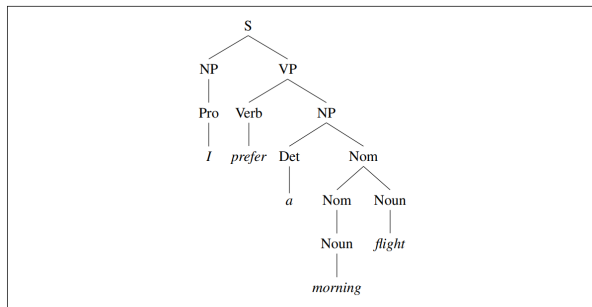 S
NP VP
Pro Verb NP
I prefer Det Nom
a Nom Noun
Noun flight
morning